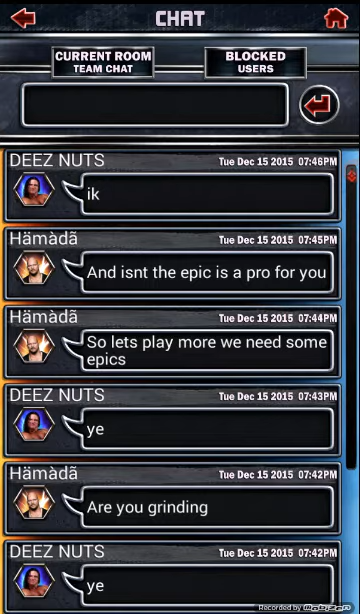 CHAT
CURRENT ROOM
TEAM CHAT
BLOCKED
USERS
DEEZ NUTS
Tue Dec 15 2015 07:46PM
ik
Hämàdã
Tue Dec 15 2015 07:45PM
And isnt the epic is a pro for you
Hämàdã
Tue Dec 15 2015 07:44PM
So lets play more we need some
epics
DEEZ NUTS
Tue Dec 15 2015 07:43PM
ye
Hämàdã
Tue Dec 15 2015 07:42PM
Are you grinding
DEEZ NUTS
Tue Dec 15 2015 07:42PM
ye
Recorded by Mobizen